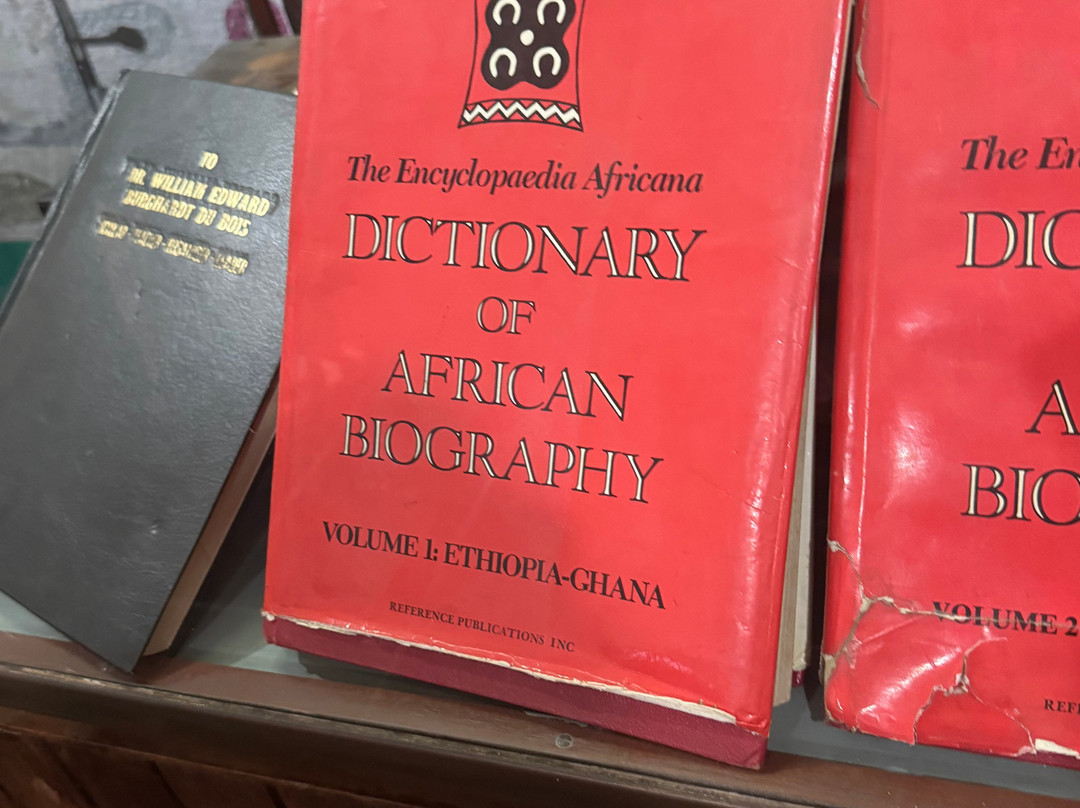 TO
DR. WILLIAM EDWARD
BURGHARDT DU BOIS
The Encyclopaedia Africana
DICTIONARY
OF
AFRICAN
BIOGRAPHY
VOLUME 1: ETHIOPIA-GHANA
REFERENCE PUBLICATIONS INC
The En
DIC
A
BIO
VOLUME 2
REF